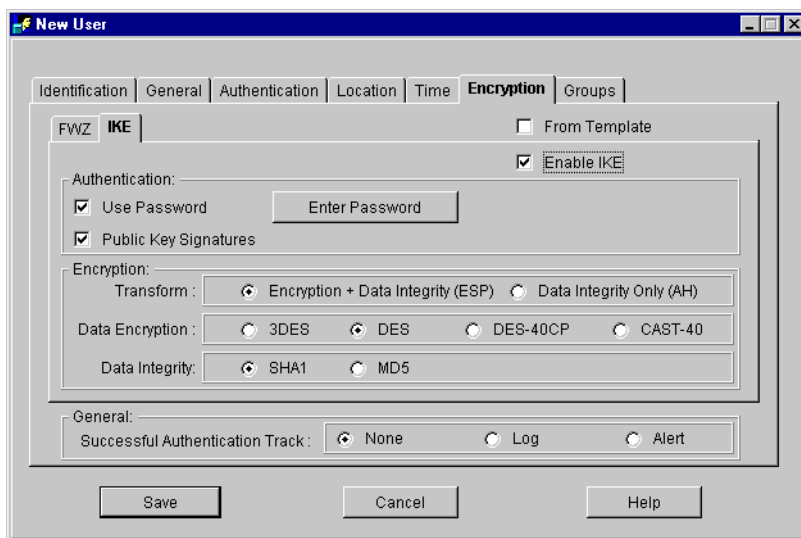 New User
Identification General Authentication Location Time Encryption Groups
FWZ IKE
From Template
Enable IKE
Authentication:
Use Password Enter Password
Public Key Signatures
Encryption:
Transform : Encryption + Data Integrity (ESP) Data Integrity Only (AH)
Data Encryption : 3DES DES DES-40CP CAST-40
Data Integrity: SHA1 MD5
General:
Successful Authentication Track : None Log Alert
Save Cancel Help